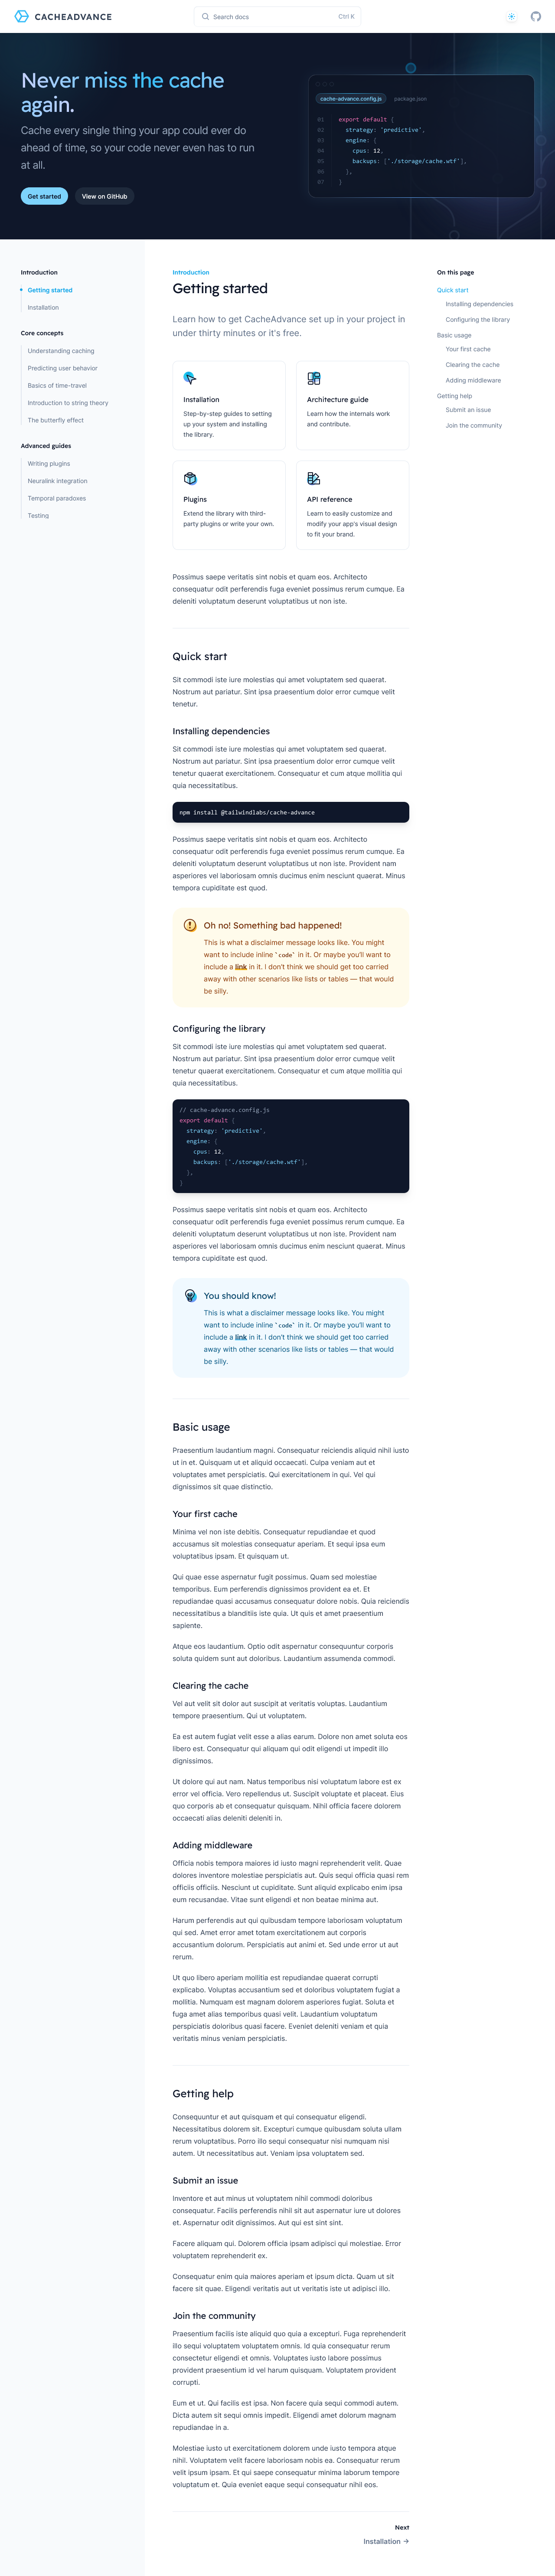 CACHEADVANCE
Search docs
Ctrl K
Never miss the cache
again.
Cache every single thing your app could ever do
ahead of time, so your code never even has to run
at all.
Get started
View on GitHub
cache-advance.config.js
package.json
01 export default {
02 strategy: 'predictive',
03 engine: {
04 cpus: 12,
05 backups: ['./storage/cache.wtf'],
06 },
07 }
Introduction
Getting started
Installation
Core concepts
Understanding caching
Predicting user behavior
Basics of time-travel
Introduction to string theory
The butterfly effect
Advanced guides
Writing plugins
Neuralink integration
Temporal paradoxes
Testing
Introduction
Getting started
Learn how to get CacheAdvance set up in your project in
under thirty minutes or it's free.
Installation
Step-by-step guides to setting
up your system and installing
the library.
Architecture guide
Learn how the internals work
and contribute.
Plugins
Extend the library with third-
party plugins or write your own.
API reference
Learn to easily customize and
modify your app's visual design
to fit your brand.
Possimus saepe veritatis sint nobis et quam eos. Architecto
consequatur odit perferendis fuga eveniet possimus rerum cumque. Ea
deleniti voluptatum deserunt voluptatibus ut non iste.
Quick start
Sit commodi iste iure molestias qui amet voluptatem sed quaerat.
Nostrum aut pariatur. Sint ipsa praesentium dolor error cumque velit
tenetur.
Installing dependencies
Sit commodi iste iure molestias qui amet voluptatem sed quaerat.
Nostrum aut pariatur. Sint ipsa praesentium dolor error cumque velit
tenetur quaerat exercitationem. Consequatur et cum atque mollitia qui
quia necessitatibus.
npm install @tailwindlabs/cache-advance
Possimus saepe veritatis sint nobis et quam eos. Architecto
consequatur odit perferendis fuga eveniet possimus rerum cumque. Ea
deleniti voluptatum deserunt voluptatibus ut non iste. Provident nam
asperiores vel laboriosam omnis ducimus enim nesciunt quaerat. Minus
tempora cupiditate est quod.
Oh no! Something bad happened!
This is what a disclaimer message looks like. You might
want to include inline `code` in it. Or maybe you'll want to
include a link in it. I don't think we should get too carried
away with other scenarios like lists or tables — that would
be silly.
Configuring the library
Sit commodi iste iure molestias qui amet voluptatem sed quaerat.
Nostrum aut pariatur. Sint ipsa praesentium dolor error cumque velit
tenetur quaerat exercitationem. Consequatur et cum atque mollitia qui
quia necessitatibus.
// cache-advance.config.js
export default {
strategy: 'predictive',
engine: {
cpus: 12,
backups: ['./storage/cache.wtf'],
},
}
Possimus saepe veritatis sint nobis et quam eos. Architecto
consequatur odit perferendis fuga eveniet possimus rerum cumque. Ea
deleniti voluptatum deserunt voluptatibus ut non iste. Provident nam
asperiores vel laboriosam omnis ducimus enim nesciunt quaerat. Minus
tempora cupiditate est quod.
You should know!
This is what a disclaimer message looks like. You might
want to include inline `code` in it. Or maybe you'll want to
include a link in it. I don't think we should get too carried
away with other scenarios like lists or tables — that would
be silly.
Basic usage
Praesentium laudantium magni. Consequatur reiciendis aliquid nihil iusto
ut in et. Quisquam ut et aliquid occaecati. Culpa veniam aut et
voluptates amet perspiciatis. Qui exercitationem in qui. Vel qui
dignissimos sit quae distinctio.
Your first cache
Minima vel non iste debitis. Consequatur repudiandae et quod
accusamus sit molestias consequatur aperiam. Et sequi ipsa eum
voluptatibus ipsam. Et quisquam ut.
Qui quae esse aspernatur fugit possimus. Quam sed molestiae
temporibus. Eum perferendis dignissimos provident ea et. Et
repudiandae quasi accusamus consequatur dolore nobis. Quia reiciendis
necessitatibus a blanditiis iste quia. Ut quis et amet praesentium
sapiente.
Atque eos laudantium. Optio odit aspernatur consequuntur corporis
soluta quidem sunt aut doloribus. Laudantium assumenda commodi.
Clearing the cache
Vel aut velit sit dolor aut suscipit at veritatis voluptas. Laudantium
tempore praesentium. Qui ut voluptatem.
Ea est autem fugiat velit esse a alias earum. Dolore non amet soluta eos
libero est. Consequatur qui aliquam qui odit eligendi ut impedit illo
dignissimos.
Ut dolore qui aut nam. Natus temporibus nisi voluptatum labore est ex
error vel officia. Vero repellendus ut. Suscipit voluptate et placeat. Eius
quo corporis ab et consequatur quisquam. Nihil officia facere dolorem
occaecati alias deleniti deleniti in.
Adding middleware
Officia nobis tempora maiores id iusto magni reprehenderit velit. Quae
dolores inventore molestiae perspiciatis aut. Quis sequi officia quasi rem
officiis officiis. Nesciunt ut cupiditate. Sunt aliquid explicabo enim ipsa
eum recusandae. Vitae sunt eligendi et non beatae minima aut.
Harum perferendis aut qui quibusdam tempore laboriosam voluptatum
qui sed. Amet error amet totam exercitationem aut corporis
accusantium dolorum. Perspiciatis aut animi et. Sed unde error ut aut
rerum.
Ut quo libero aperiam mollitia est repudiandae quaerat corrupti
explicabo. Voluptas accusantium sed et doloribus voluptatem fugiat a
mollitia. Numquam est magnam dolorem asperiores fugiat. Soluta et
fuga amet alias temporibus quasi velit. Laudantium voluptatum
perspiciatis doloribus quasi facere. Eveniet deleniti veniam et quia
veritatis minus veniam perspiciatis.
Getting help
Consequuntur et aut quisquam et qui consequatur eligendi.
Necessitatibus dolorem sit. Excepturi cumque quibusdam soluta ullam
rerum voluptatibus. Porro illo sequi consequatur nisi numquam nisi
autem. Ut necessitatibus aut. Veniam ipsa voluptatem sed.
Submit an issue
Inventore et aut minus ut voluptatem nihil commodi doloribus
consequatur. Facilis perferendis nihil sit aut aspernatur iure ut dolores
et. Aspernatur odit dignissimos. Aut qui est sint sint.
Facere aliquam qui. Dolorem officia ipsam adipisci qui molestiae. Error
voluptatem reprehenderit ex.
Consequatur enim quia maiores aperiam et ipsum dicta. Quam ut sit
facere sit quae. Eligendi veritatis aut ut veritatis iste ut adipisci illo.
Join the community
Praesentium facilis iste aliquid quo quia a excepturi. Fuga reprehenderit
illo sequi voluptatem voluptatem omnis. Id quia consequatur rerum
consectetur eligendi et omnis. Voluptates iusto labore possimus
provident praesentium id vel harum quisquam. Voluptatem provident
corrupti.
Eum et ut. Qui facilis est ipsa. Non facere quia sequi commodi autem.
Dicta autem sit sequi omnis impedit. Eligendi amet dolorum magnam
repudiandae in a.
Molestiae iusto ut exercitationem dolorem unde iusto tempora atque
nihil. Voluptatem velit facere laboriosam nobis ea. Consequatur rerum
velit ipsum ipsam. Et qui saepe consequatur minima laborum tempore
voluptatum et. Quia eveniet eaque sequi consequatur nihil eos.
Next
Installation →
On this page
Quick start
Installing dependencies
Configuring the library
Basic usage
Your first cache
Clearing the cache
Adding middleware
Getting help
Submit an issue
Join the community